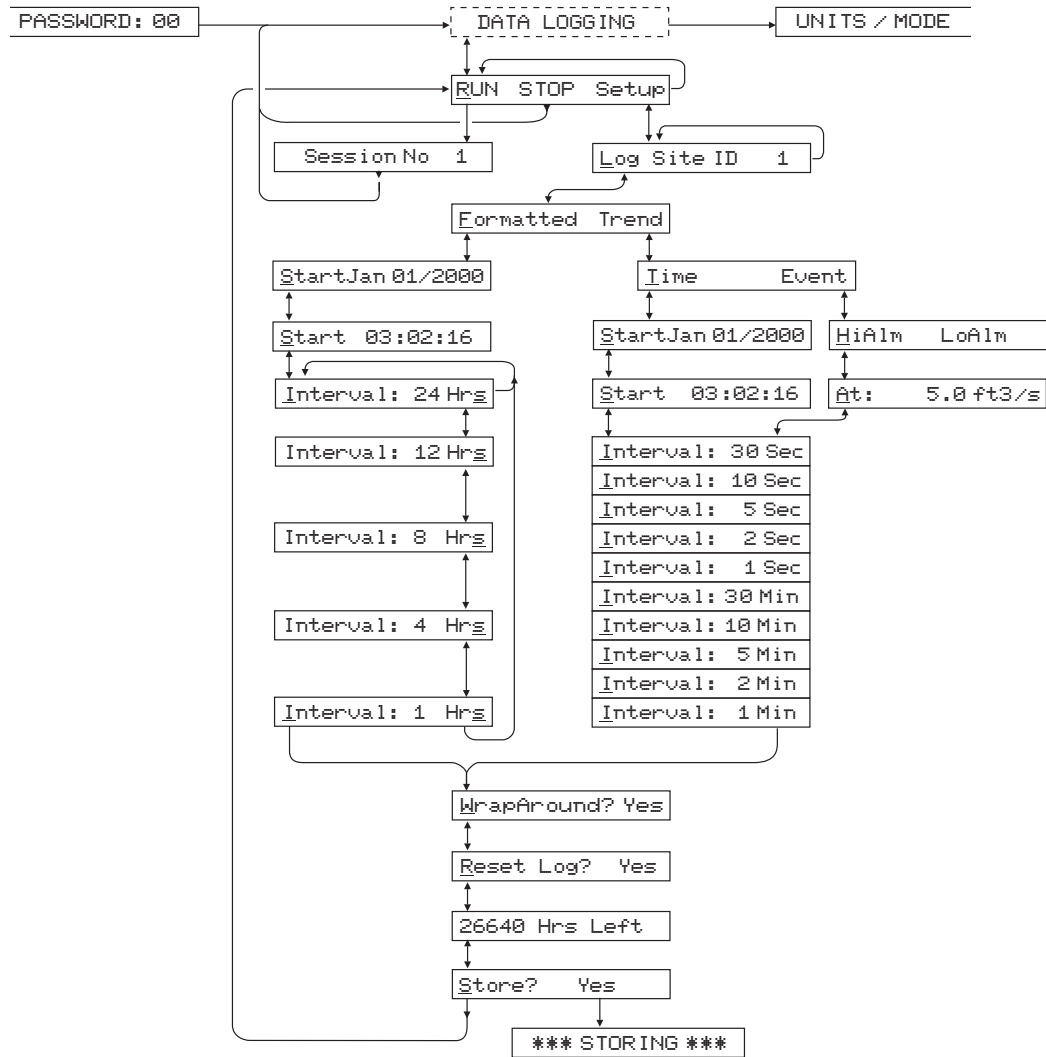 PASSWORD: 00
DATA LOGGING
UNITS / MODE
RUN STOP Setup
Session No 1
Log Site ID 1
Formatted Trend
StartJan 01/2000
Time Event
Start 03:02:16
StartJan 01/2000
HiAlm LoAlm
Interval: 24 Hrs
Start 03:02:16
At: 5.0 ft3/s
Interval: 12 Hrs
Interval: 8 Hrs
Interval: 4 Hrs
Interval: 1 Hrs
Interval: 30 Sec
Interval: 10 Sec
Interval: 5 Sec
Interval: 2 Sec
Interval: 1 Sec
Interval: 30 Min
Interval: 10 Min
Interval: 5 Min
Interval: 2 Min
Interval: 1 Min
WrapAround? Yes
Reset Log? Yes
26640 Hrs Left
Store? Yes
*** STORING ***